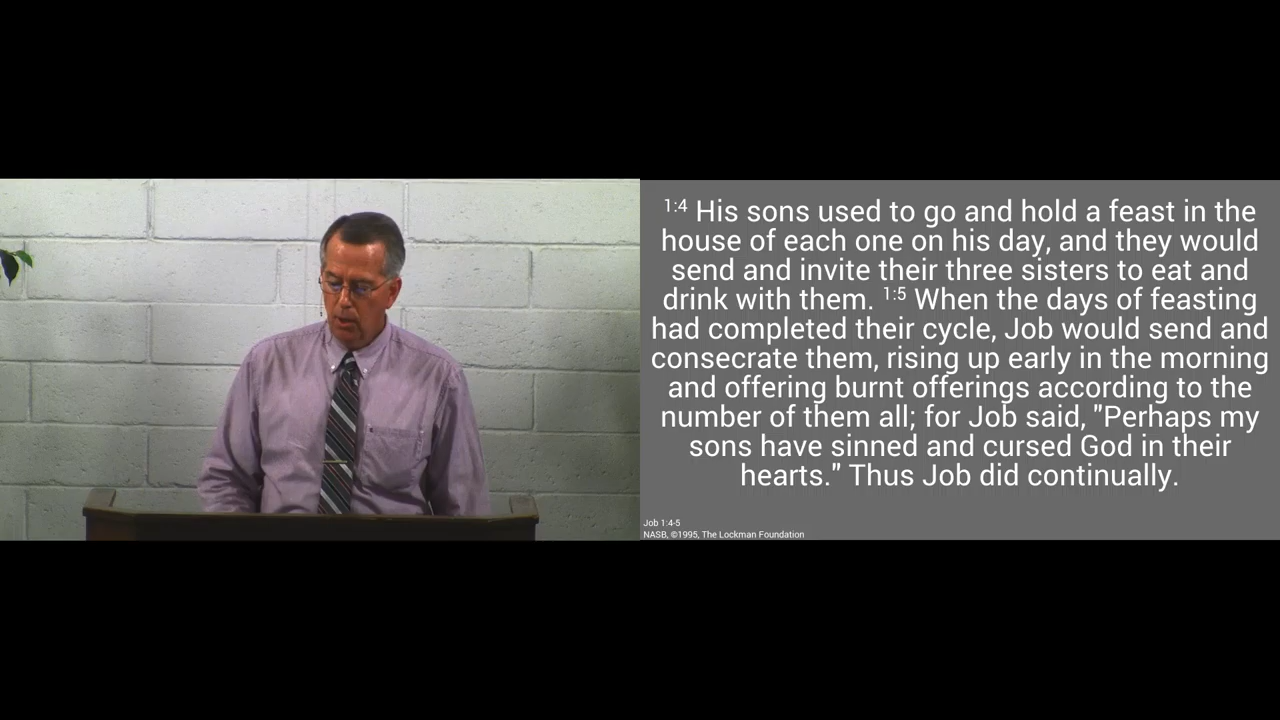 1:4 His sons used to go and hold a feast in the
house of each one on his day, and they would
send and invite their three sisters to eat and
drink with them. 1:5 When the days of feasting
had completed their cycle, Job would send and
consecrate them, rising up early in the morning
and offering burnt offerings according to the
number of them all; for Job said, "Perhaps my
sons have sinned and cursed God in their
hearts." Thus Job did continually.
Job 1:4-5
NASB, ©1995, The Lockman Foundation